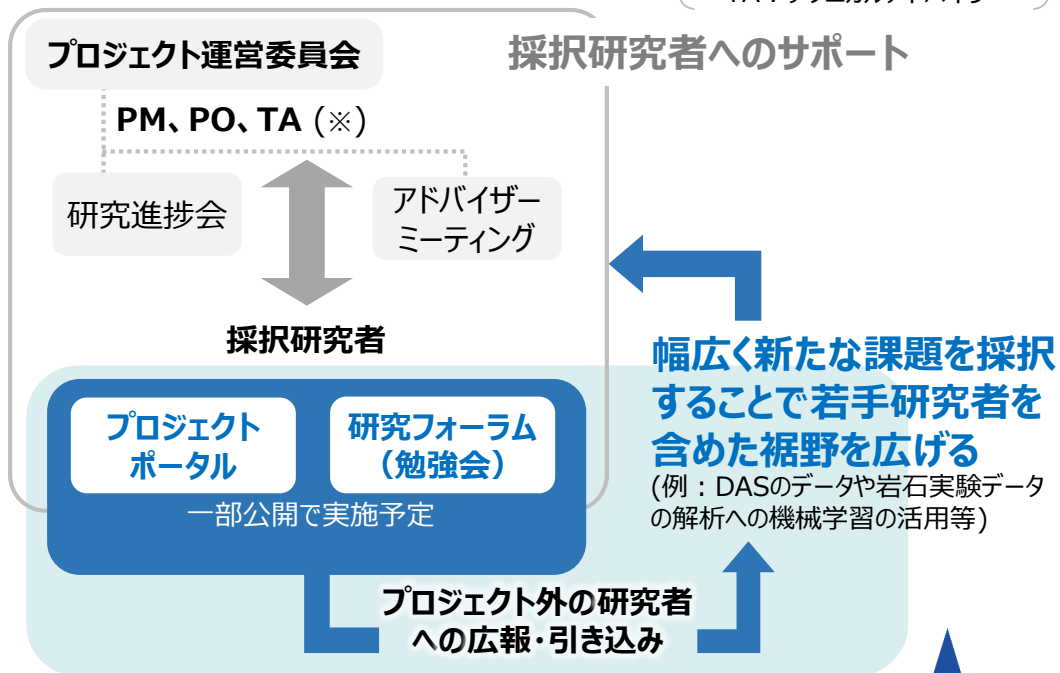 プロジェクト運営委員会
採択研究者へのサポート
PM、PO、TA (※)
研究進捗会
アドバイザー
ミーティング
採択研究者
プロジェクト
ポータル
研究フォーラム
(勉強会)
一部公開で実施予定
幅広く新たな課題を採択
することで若手研究者を
含めた裾野を広げる
(例：DASのデータや岩石実験データ
の解析への機械学習の活用等)
プロジェクト外の研究者
への広報・引き込み